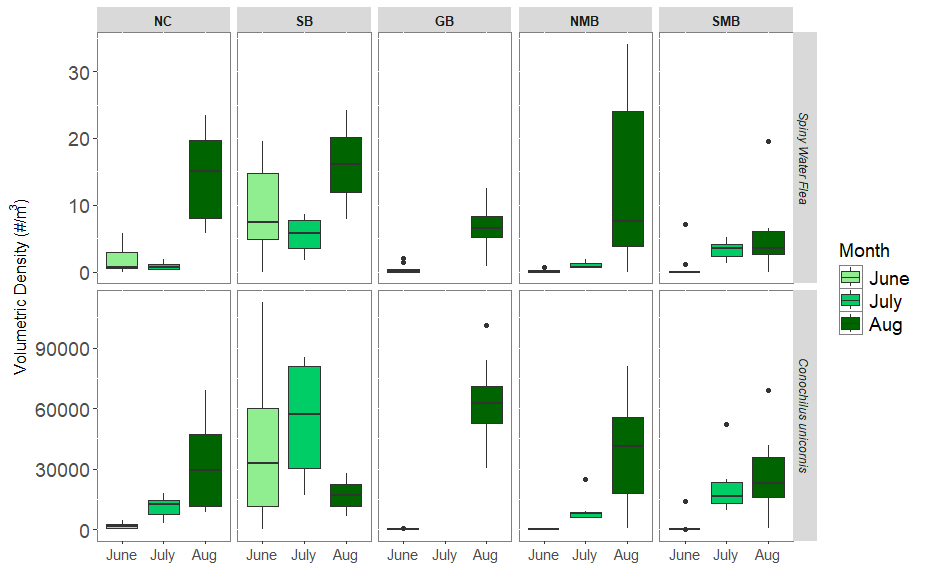 NC SB GB NMB SMB
30
20
10
0
Spiny Water Flea
Volumetric Density (#/m³)
90000
60000
30000
0
Conochilus unicornis
June July Aug June July Aug June July Aug June July Aug June July Aug
Month
June
July
Aug